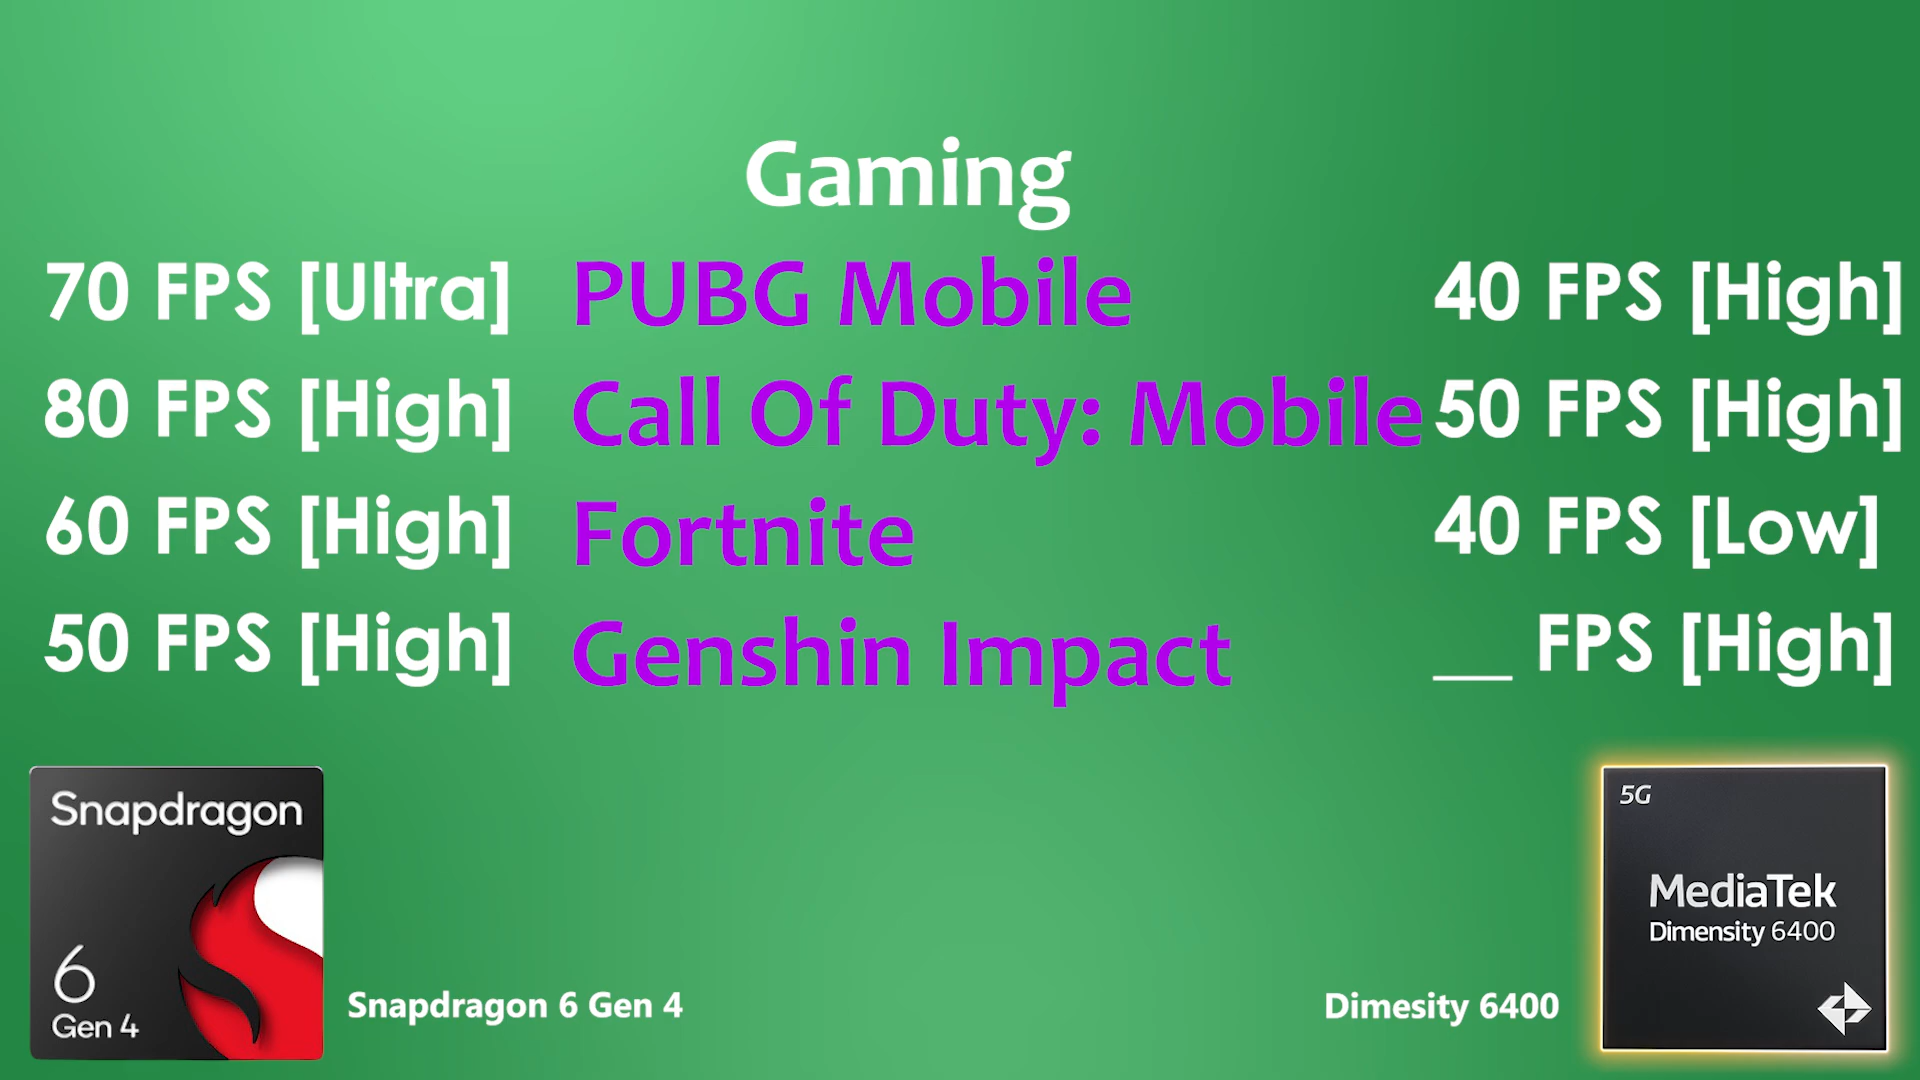 Gaming
70 FPS [Ultra] PUBG Mobile 40 FPS [High]
80 FPS [High] Call Of Duty: Mobile 50 FPS [High]
60 FPS [High] Fortnite 40 FPS [Low]
50 FPS [High] Genshin Impact __ FPS [High]
Snapdragon
6
Gen 4
Snapdragon 6 Gen 4
Dimesity 6400
5G
MediaTek
Dimensity 6400